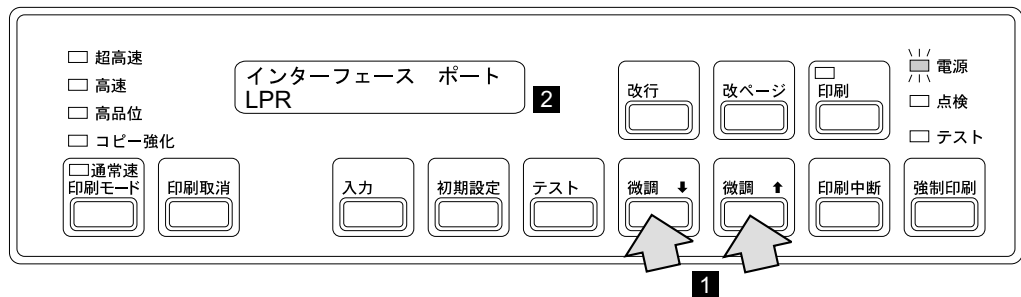 超高速
高速
高品位
コピー強化
インターフェース ポート
LPR
2
改行
改ページ
印刷
電源
点検
テスト
通常速
印刷モード
印刷取消
入力
初期設定
テスト
微調 ⬇
微調 ⬆
印刷中断
強制印刷
1